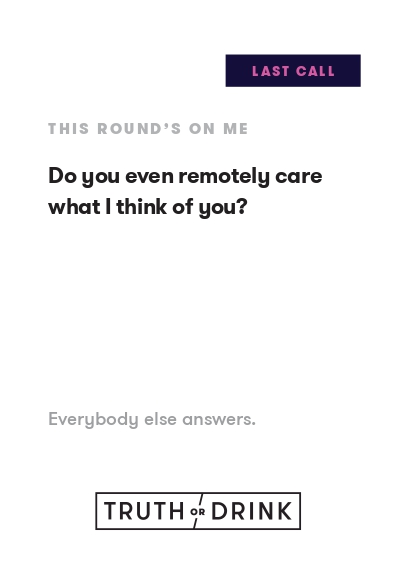 LAST CALL
THIS ROUND’S ON ME
Do you even remotely care
what I think of you?
Everybody else answers.
TRUTH OR DRINK